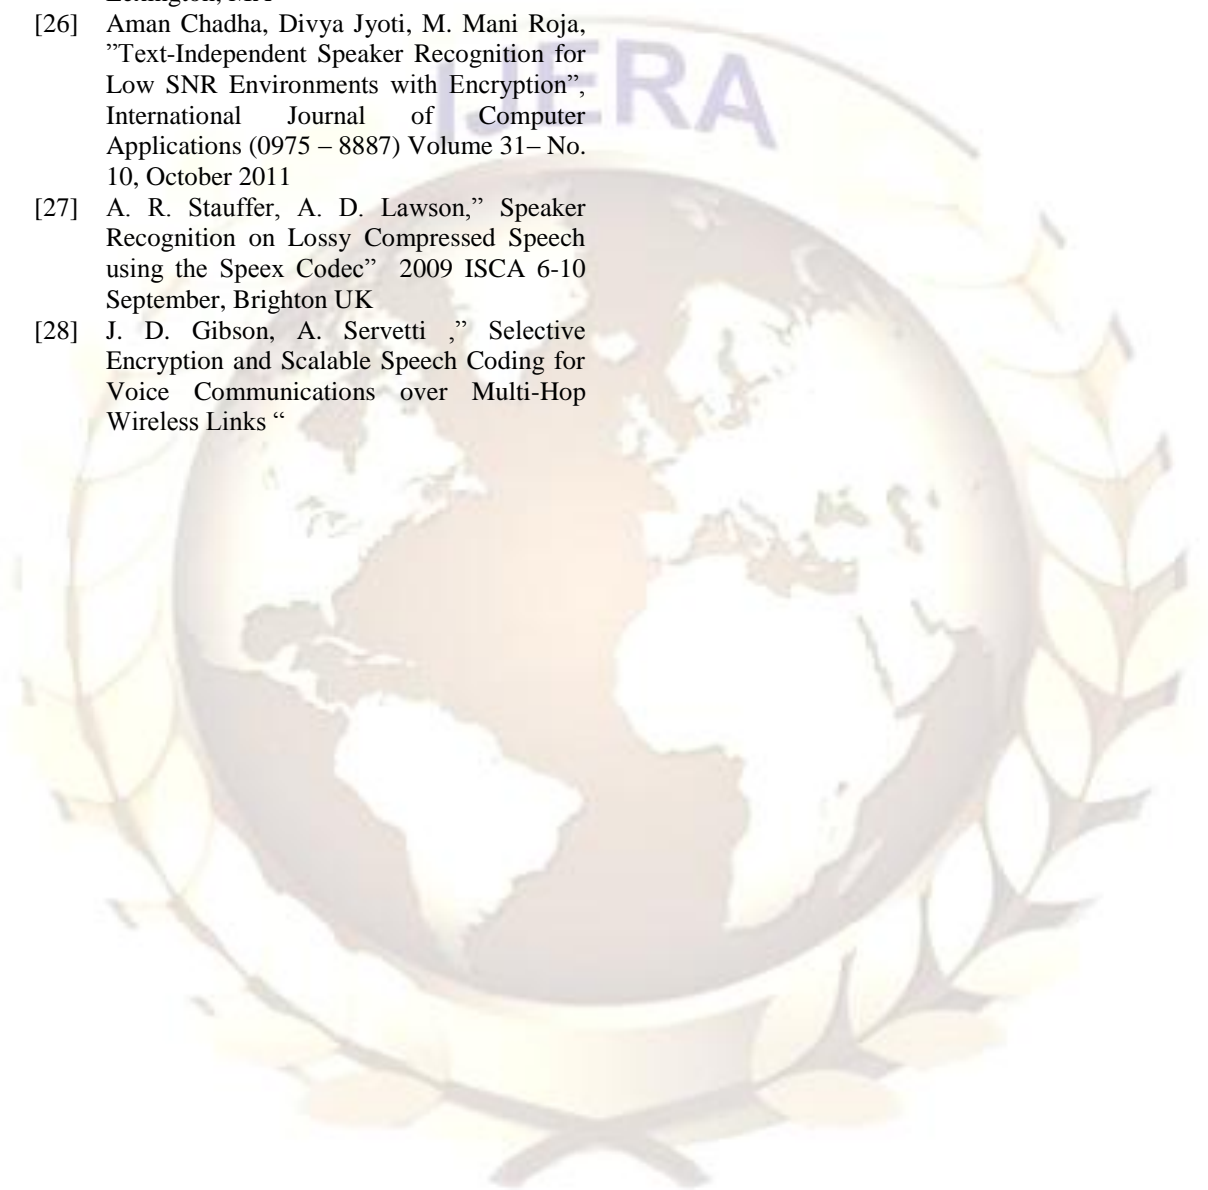 IJERA
[26] Aman Chadha, Divya Jyoti, M. Mani Roja,
”Text-Independent Speaker Recognition for
Low SNR Environments with Encryption”,
International Journal of Computer
Applications (0975 – 8887) Volume 31– No.
10, October 2011
[27] A. R. Stauffer, A. D. Lawson,” Speaker
Recognition on Lossy Compressed Speech
using the Speex Codec” 2009 ISCA 6-10
September, Brighton UK
[28] J. D. Gibson, A. Servetti ,” Selective
Encryption and Scalable Speech Coding for
Voice Communications over Multi-Hop
Wireless Links “